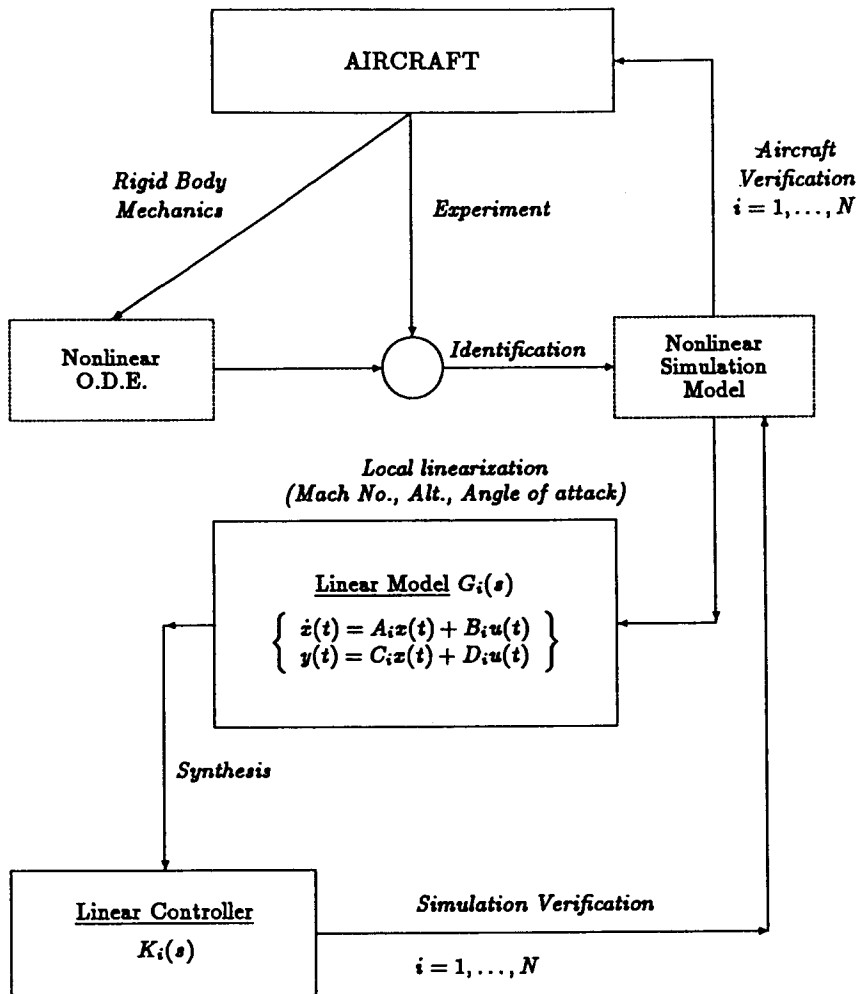 AIRCRAFT
Aircraft
Verification
i = 1, . . . , N
Rigid Body
Mechanics
Experiment
Nonlinear
O.D.E.
Identification
Nonlinear
Simulation
Model
Local linearization
(Mach No., Alt., Angle of attack)
Linear Model G_i(s)
{ ẋ(t) = A_i x(t) + B_i u(t) }
{ y(t) = C_i x(t) + D_i u(t) }
Synthesis
Linear Controller
K_i(s)
Simulation Verification
i = 1, . . . , N